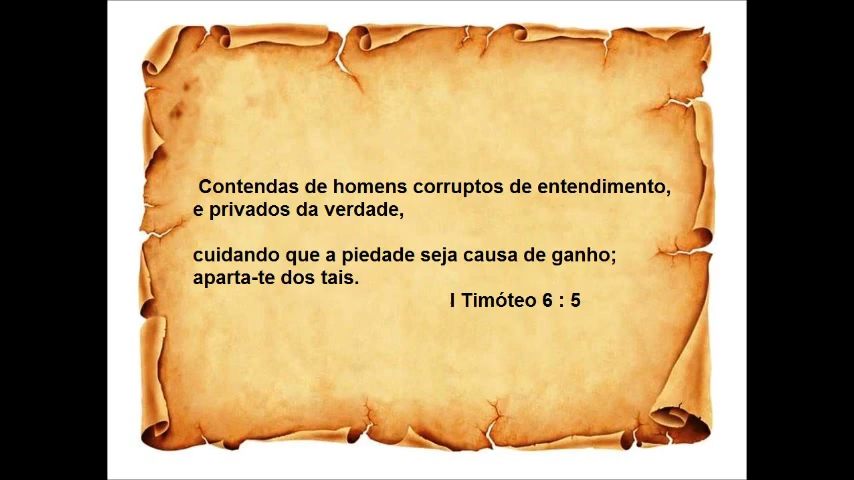 Contendas de homens corruptos de entendimento,
e privados da verdade,
cuidando que a piedade seja causa de ganho;
aparta-te dos tais.
I Timóteo 6 : 5